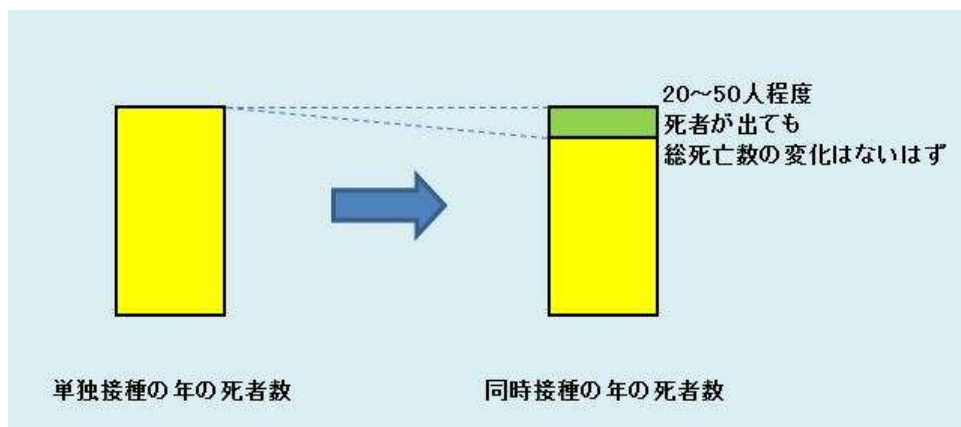 20～50人程度
死者が出ても
総死亡数の変化はないはず
単独接種の年の死者数
同時接種の年の死者数